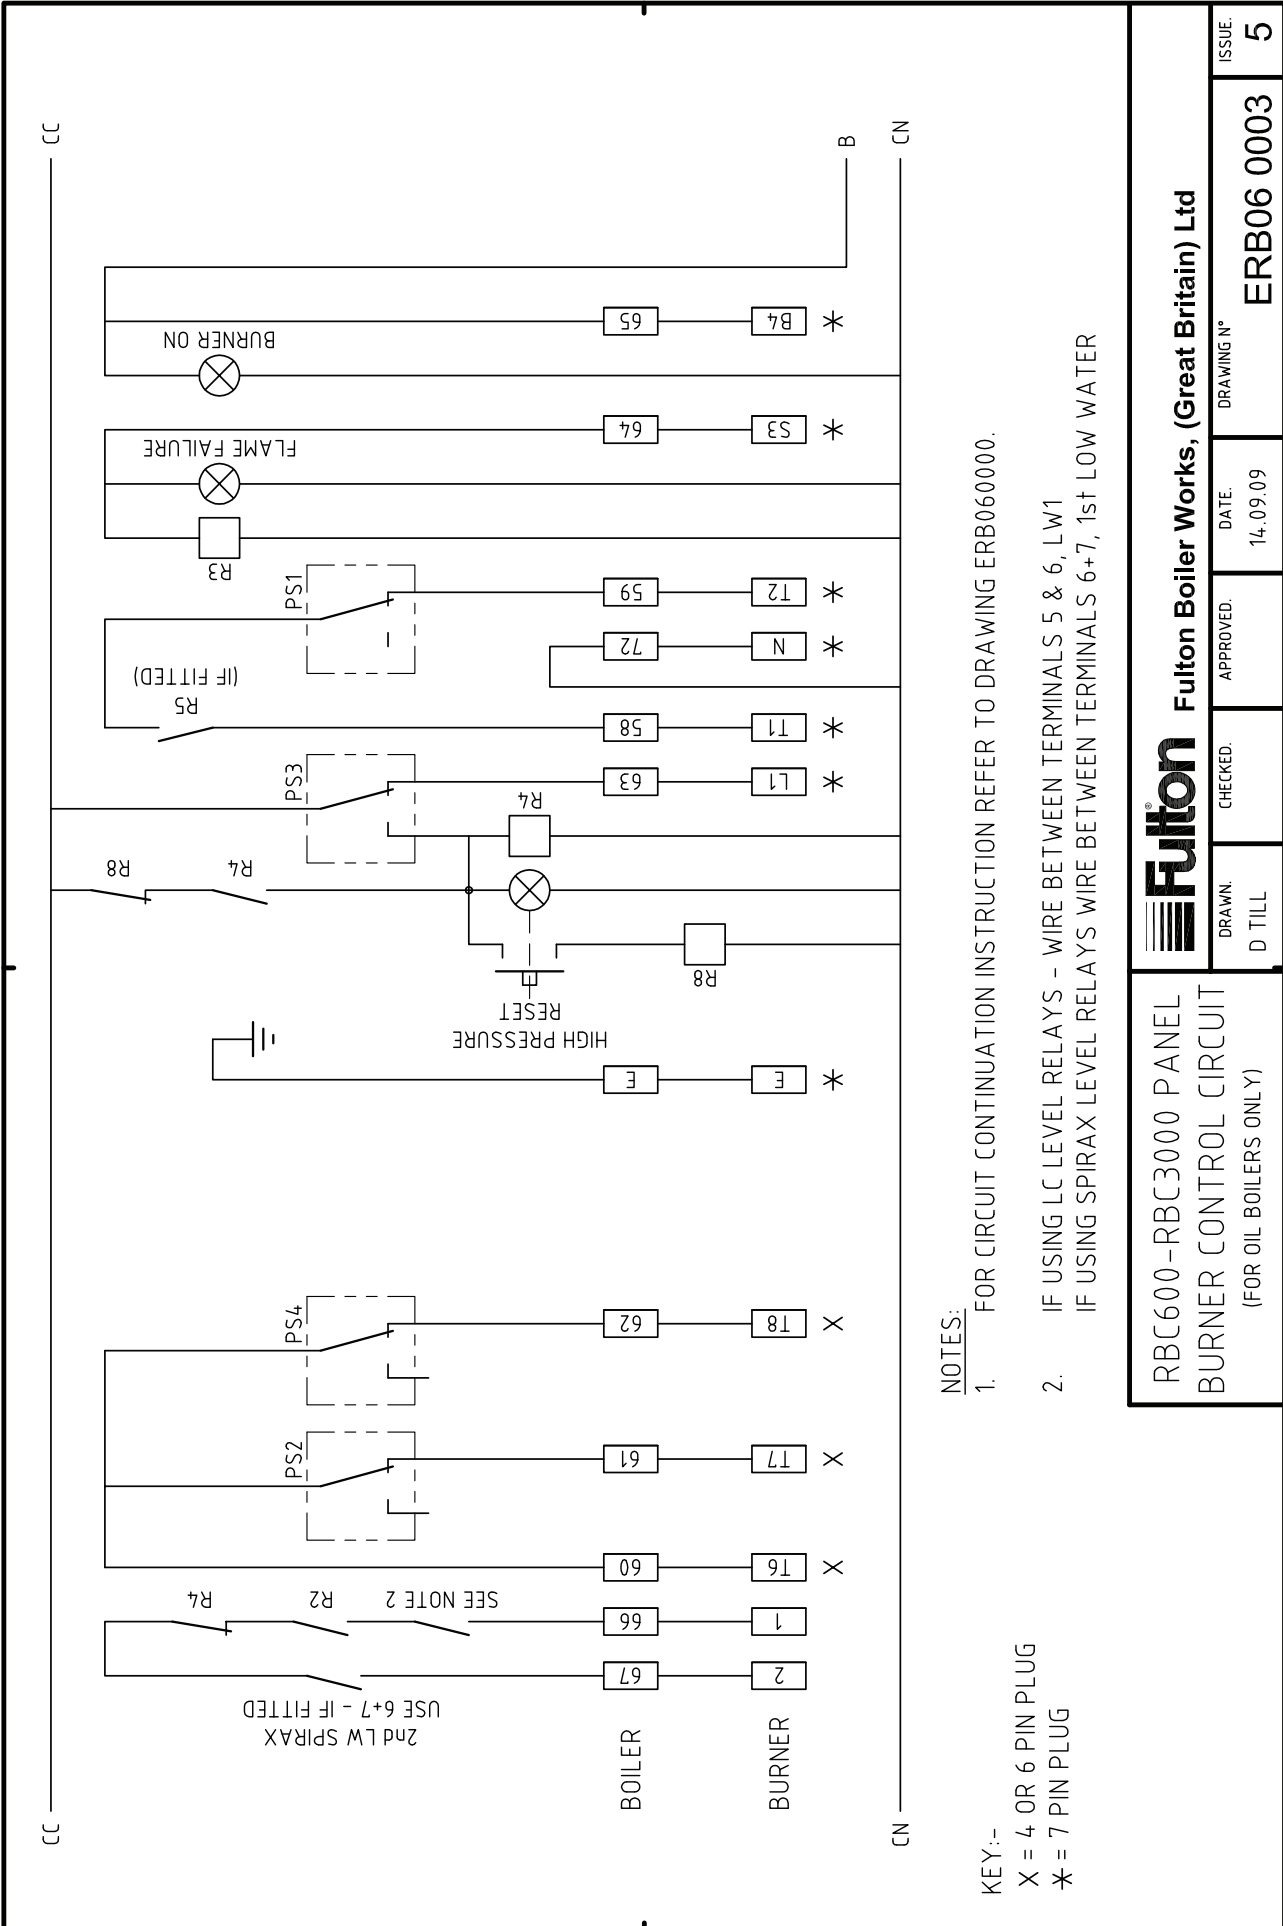 CC
CC
2nd LW SPIRAX
USE 6+7 - IF FITTED
R4
R2
SEE NOTE 2
PS2
PS4
R8
R4
PS3
R5
(IF FITTED)
PS1
R3
FLAME FAILURE
BURNER ON
HIGH PRESSURE
RESET
R4
R8
B
BOILER
67
66
60
61
62
E
63
58
72
59
64
65
BURNER
2
1
T6
T7
T8
E
L1
T1
N
T2
S3
B4
X
X
X
*
*
*
*
*
*
*
CN
CN
KEY:-
X = 4 OR 6 PIN PLUG
* = 7 PIN PLUG
NOTES:
1. FOR CIRCUIT CONTINUATION INSTRUCTION REFER TO DRAWING ERB060000.
2. IF USING LC LEVEL RELAYS - WIRE BETWEEN TERMINALS 5 & 6, LW1
IF USING SPIRAX LEVEL RELAYS WIRE BETWEEN TERMINALS 6+7, 1st LOW WATER
RBC600-RBC3000 PANEL
BURNER CONTROL CIRCUIT
(FOR OIL BOILERS ONLY)
Fulton® Fulton Boiler Works, (Great Britain) Ltd
DRAWN.
D TILL
CHECKED.
APPROVED.
DATE.
14.09.09
DRAWING N°
ERB06 0003
ISSUE.
5